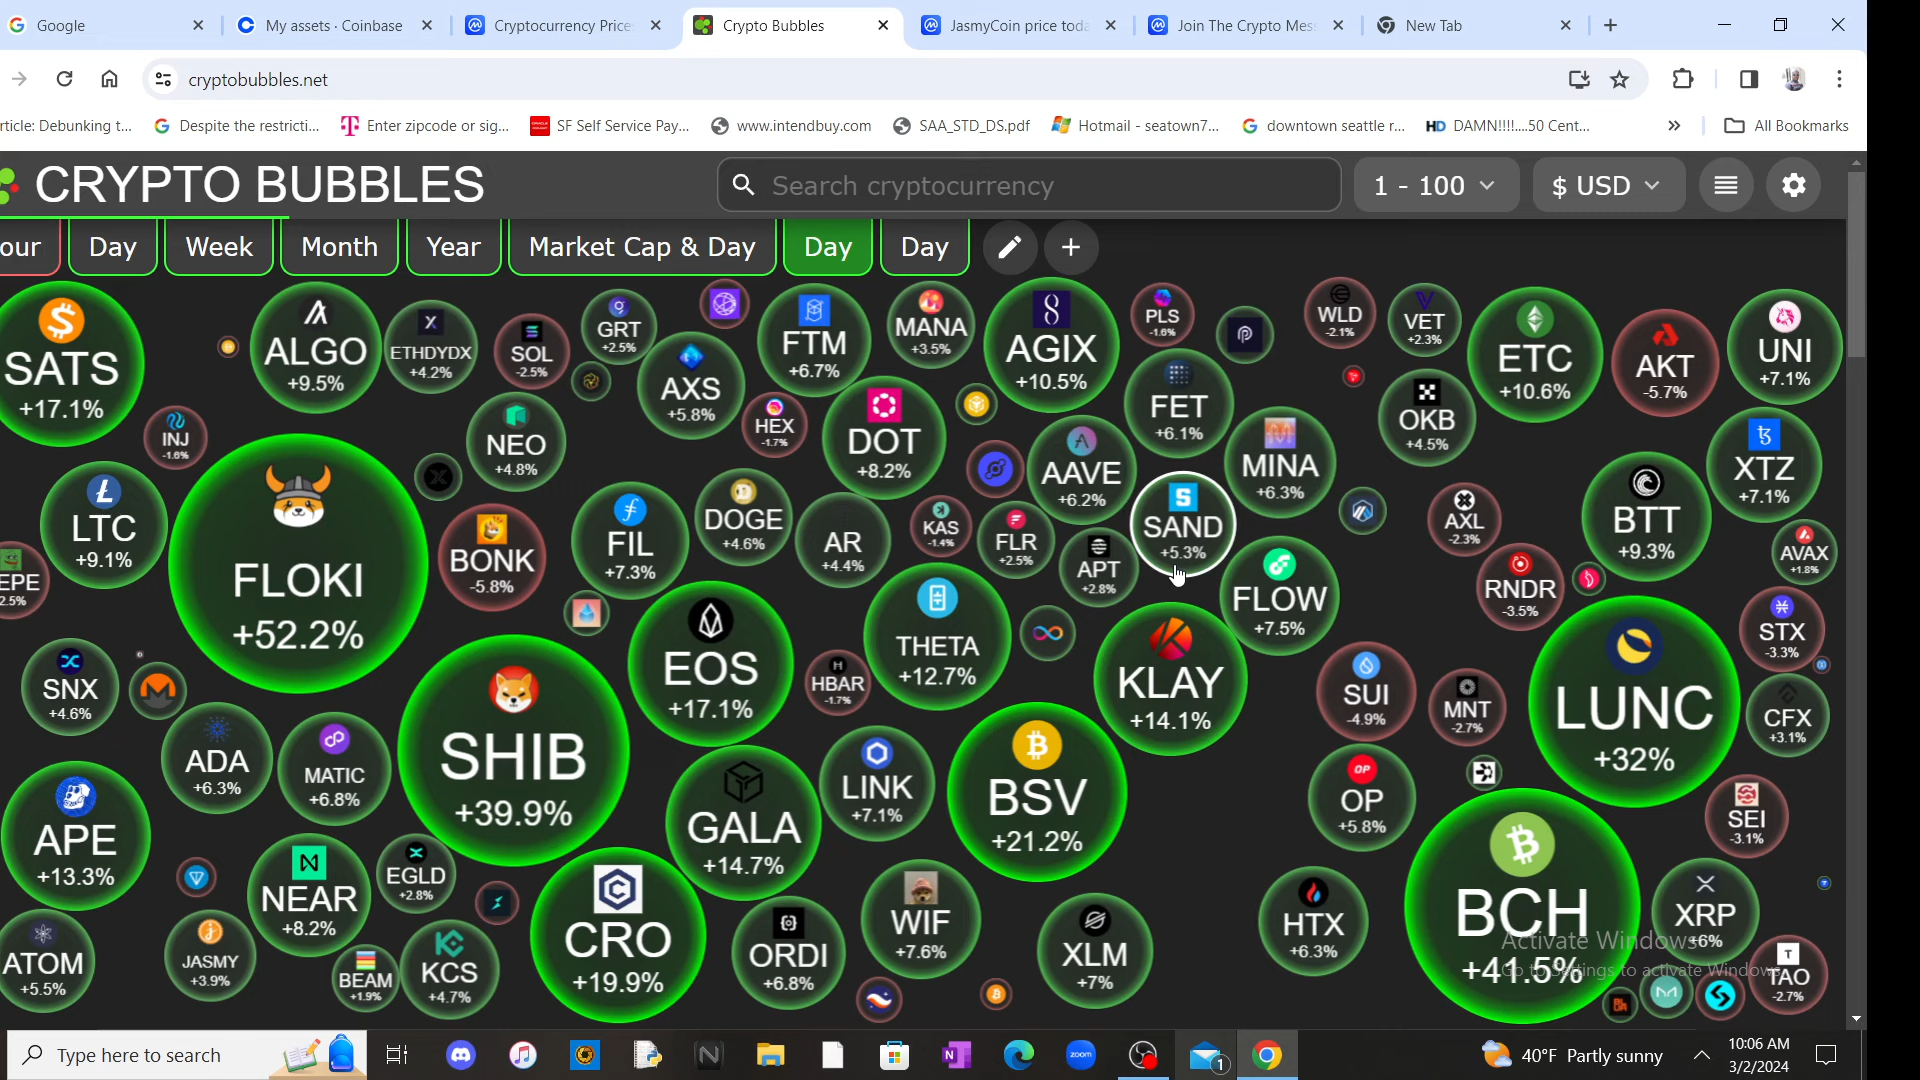 Google
My assets · Coinbase
Cryptocurrency Price
Crypto Bubbles
JasmyCoin price toda
Join The Crypto Mes
New Tab
cryptobubbles.net
rticle: Debunking t...
Despite the restricti...
Enter zipcode or sig...
SF Self Service Pay...
www.intendbuy.com
SAA_STD_DS.pdf
Hotmail - seatown7...
downtown seattle r...
HD DAMN!!!!....50 Cent...
All Bookmarks
CRYPTO BUBBLES
Search cryptocurrency
1 - 100
$ USD
our
Day
Week
Month
Year
Market Cap & Day
Day
Day
SATS
+17.1%
ALGO
+9.5%
ETHDYDX
+4.2%
SOL
-2.5%
GRT
+2.5%
AXS
+5.8%
FTM
+6.7%
MANA
+3.5%
AGIX
+10.5%
PLS
-1.6%
WLD
-2.1%
VET
+2.3%
ETC
+10.6%
AKT
-5.7%
UNI
+7.1%
INJ
-1.6%
NEO
+4.8%
HEX
-1.7%
DOT
+8.2%
FET
+6.1%
OKB
+4.5%
XTZ
+7.1%
LTC
+9.1%
FLOKI
+52.2%
BONK
-5.8%
FIL
+7.3%
DOGE
+4.6%
AR
+4.4%
KAS
-1.4%
FLR
+2.5%
AAVE
+6.2%
APT
+2.8%
SAND
+5.3%
MINA
+6.3%
AXL
-2.3%
BTT
+9.3%
AVAX
+1.8%
EPE
2.5%
FLOW
+7.5%
RNDR
-3.5%
STX
-3.3%
SNX
+4.6%
EOS
+17.1%
THETA
+12.7%
HBAR
-1.7%
KLAY
+14.1%
SUI
-4.9%
MNT
-2.7%
LUNC
+32%
CFX
+3.1%
ADA
+6.3%
MATIC
+6.8%
SHIB
+39.9%
GALA
+14.7%
LINK
+7.1%
BSV
+21.2%
OP
OP
+5.8%
SEI
-3.1%
APE
+13.3%
NEAR
+8.2%
EGLD
+2.8%
CRO
+19.9%
ORDI
+6.8%
WIF
+7.6%
XLM
+7%
HTX
+6.3%
BCH
+41.5%
XRP
+6%
ATOM
+5.5%
JASMY
+3.9%
BEAM
+1.9%
KCS
+4.7%
TAO
-2.7%
Activate Windows
Go to Settings to activate Windows.
Type here to search
zoom
1
40°F Partly sunny
10:06 AM
3/2/2024